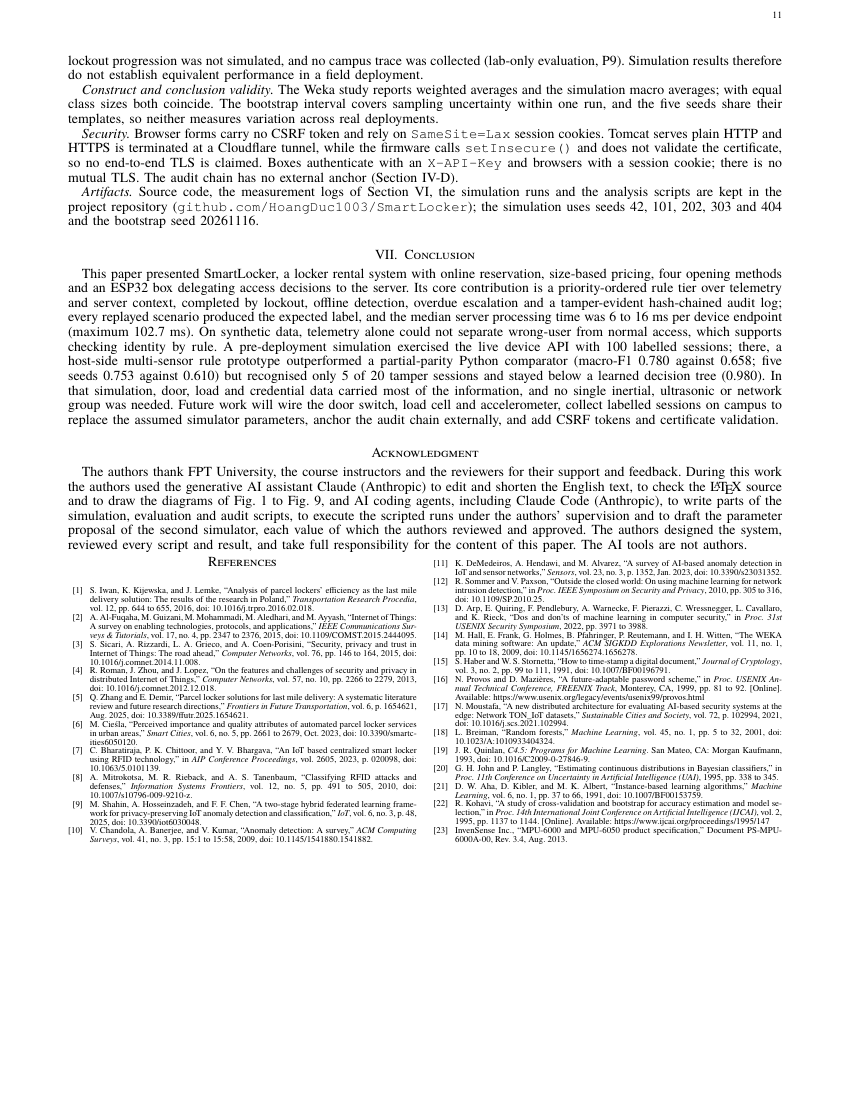 11
lockout progression was not simulated, and no campus trace was collected (lab-only evaluation, P9). Simulation results therefore
do not establish equivalent performance in a field deployment.
Construct and conclusion validity. The Weka study reports weighted averages and the simulation macro averages; with equal
class sizes both coincide. The bootstrap interval covers sampling uncertainty within one run, and the five seeds share their
templates, so neither measures variation across real deployments.
Security. Browser forms carry no CSRF token and rely on SameSite=Lax session cookies. Tomcat serves plain HTTP and
HTTPS is terminated at a Cloudflare tunnel, while the firmware calls setInsecure() and does not validate the certificate,
so no end-to-end TLS is claimed. Boxes authenticate with an X-API-Key and browsers with a session cookie; there is no
mutual TLS. The audit chain has no external anchor (Section IV-D).
Artifacts. Source code, the measurement logs of Section VI, the simulation runs and the analysis scripts are kept in the
project repository (github.com/HoangDuc1003/SmartLocker); the simulation uses seeds 42, 101, 202, 303 and 404
and the bootstrap seed 20261116.
VII. Conclusion
This paper presented SmartLocker, a locker rental system with online reservation, size-based pricing, four opening methods
and an ESP32 box delegating access decisions to the server. Its core contribution is a priority-ordered rule tier over telemetry
and server context, completed by lockout, offline detection, overdue escalation and a tamper-evident hash-chained audit log;
every replayed scenario produced the expected label, and the median server processing time was 6 to 16 ms per device endpoint
(maximum 102.7 ms). On synthetic data, telemetry alone could not separate wrong-user from normal access, which supports
checking identity by rule. A pre-deployment simulation exercised the live device API with 100 labelled sessions; there, a
host-side multi-sensor rule prototype outperformed a partial-parity Python comparator (macro-F1 0.780 against 0.658; five
seeds 0.753 against 0.610) but recognised only 5 of 20 tamper sessions and stayed below a learned decision tree (0.980). In
that simulation, door, load and credential data carried most of the information, and no single inertial, ultrasonic or network
group was needed. Future work will wire the door switch, load cell and accelerometer, collect labelled sessions on campus to
replace the assumed simulator parameters, anchor the audit chain externally, and add CSRF tokens and certificate validation.
Acknowledgment
The authors thank FPT University, the course instructors and the reviewers for their support and feedback. During this work
the authors used the generative AI assistant Claude (Anthropic) to edit and shorten the English text, to check the LATEX source
and to draw the diagrams of Fig. 1 to Fig. 9, and AI coding agents, including Claude Code (Anthropic), to write parts of the
simulation, evaluation and audit scripts, to execute the scripted runs under the authors' supervision and to draft the parameter
proposal of the second simulator, each value of which the authors reviewed and approved. The authors designed the system,
reviewed every script and result, and take full responsibility for the content of this paper. The AI tools are not authors.
References
[1] S. Iwan, K. Kijewska, and J. Lemke, "Analysis of parcel lockers' efficiency as the last mile
delivery solution: The results of the research in Poland," Transportation Research Procedia,
vol. 12, pp. 644 to 655, 2016, doi: 10.1016/j.trpro.2016.02.018.
[2] A. Al-Fuqaha, M. Guizani, M. Mohammadi, M. Aledhari, and M. Ayyash, "Internet of Things:
A survey on enabling technologies, protocols, and applications," IEEE Communications Sur-
veys & Tutorials, vol. 17, no. 4, pp. 2347 to 2376, 2015, doi: 10.1109/COMST.2015.2444095.
[3] S. Sicari, A. Rizzardi, L. A. Grieco, and A. Coen-Porisini, "Security, privacy and trust in
Internet of Things: The road ahead," Computer Networks, vol. 76, pp. 146 to 164, 2015, doi:
10.1016/j.comnet.2014.11.008.
[4] R. Roman, J. Zhou, and J. Lopez, "On the features and challenges of security and privacy in
distributed Internet of Things," Computer Networks, vol. 57, no. 10, pp. 2266 to 2279, 2013,
doi: 10.1016/j.comnet.2012.12.018.
[5] Q. Zhang and E. Demir, "Parcel locker solutions for last mile delivery: A systematic literature
review and future research directions," Frontiers in Future Transportation, vol. 6, p. 1654621,
Aug. 2025, doi: 10.3389/ffutr.2025.1654621.
[6] M. Cieśla, "Perceived importance and quality attributes of automated parcel locker services
in urban areas," Smart Cities, vol. 6, no. 5, pp. 2661 to 2679, Oct. 2023, doi: 10.3390/smartc-
ities6050120.
[7] C. Bharatiraja, P. K. Chittoor, and Y. V. Bhargava, "An IoT based centralized smart locker
using RFID technology," in AIP Conference Proceedings, vol. 2605, 2023, p. 020098, doi:
10.1063/5.0101139.
[8] A. Mitrokotsa, M. R. Rieback, and A. S. Tanenbaum, "Classifying RFID attacks and
defenses," Information Systems Frontiers, vol. 12, no. 5, pp. 491 to 505, 2010, doi:
10.1007/s10796-009-9210-z.
[9] M. Shahin, A. Hosseinzadeh, and F. F. Chen, "A two-stage hybrid federated learning frame-
work for privacy-preserving IoT anomaly detection and classification," IoT, vol. 6, no. 3, p. 48,
2025, doi: 10.3390/iot6030048.
[10] V. Chandola, A. Banerjee, and V. Kumar, "Anomaly detection: A survey," ACM Computing
Surveys, vol. 41, no. 3, pp. 15:1 to 15:58, 2009, doi: 10.1145/1541880.1541882.
[11] K. DeMedeiros, A. Hendawi, and M. Alvarez, "A survey of AI-based anomaly detection in
IoT and sensor networks," Sensors, vol. 23, no. 3, p. 1352, Jan. 2023, doi: 10.3390/s23031352.
[12] R. Sommer and V. Paxson, "Outside the closed world: On using machine learning for network
intrusion detection," in Proc. IEEE Symposium on Security and Privacy, 2010, pp. 305 to 316,
doi: 10.1109/SP.2010.25.
[13] D. Arp, E. Quiring, F. Pendlebury, A. Warnecke, F. Pierazzi, C. Wressnegger, L. Cavallaro,
and K. Rieck, "Dos and don'ts of machine learning in computer security," in Proc. 31st
USENIX Security Symposium, 2022, pp. 3971 to 3988.
[14] M. Hall, E. Frank, G. Holmes, B. Pfahringer, P. Reutemann, and I. H. Witten, "The WEKA
data mining software: An update," ACM SIGKDD Explorations Newsletter, vol. 11, no. 1,
pp. 10 to 18, 2009, doi: 10.1145/1656274.1656278.
[15] S. Haber and W. S. Stornetta, "How to time-stamp a digital document," Journal of Cryptology,
vol. 3, no. 2, pp. 99 to 111, 1991, doi: 10.1007/BF00196791.
[16] N. Provos and D. Mazières, "A future-adaptable password scheme," in Proc. USENIX An-
nual Technical Conference, FREENIX Track, Monterey, CA, 1999, pp. 81 to 92. [Online].
Available: https://www.usenix.org/legacy/events/usenix99/provos.html
[17] N. Moustafa, "A new distributed architecture for evaluating AI-based security systems at the
edge: Network TON_IoT datasets," Sustainable Cities and Society, vol. 72, p. 102994, 2021,
doi: 10.1016/j.scs.2021.102994.
[18] L. Breiman, "Random forests," Machine Learning, vol. 45, no. 1, pp. 5 to 32, 2001, doi:
10.1023/A:1010933404324.
[19] J. R. Quinlan, C4.5: Programs for Machine Learning. San Mateo, CA: Morgan Kaufmann,
1993, doi: 10.1016/C2009-0-27846-9.
[20] G. H. John and P. Langley, "Estimating continuous distributions in Bayesian classifiers," in
Proc. 11th Conference on Uncertainty in Artificial Intelligence (UAI), 1995, pp. 338 to 345.
[21] D. W. Aha, D. Kibler, and M. K. Albert, "Instance-based learning algorithms," Machine
Learning, vol. 6, no. 1, pp. 37 to 66, 1991, doi: 10.1007/BF00153759.
[22] R. Kohavi, "A study of cross-validation and bootstrap for accuracy estimation and model se-
lection," in Proc. 14th International Joint Conference on Artificial Intelligence (IJCAI), vol. 2,
1995, pp. 1137 to 1144. [Online]. Available: https://www.ijcai.org/proceedings/1995/147
[23] InvenSense Inc., "MPU-6000 and MPU-6050 product specification," Document PS-MPU-
6000A-00, Rev. 3.4, Aug. 2013.